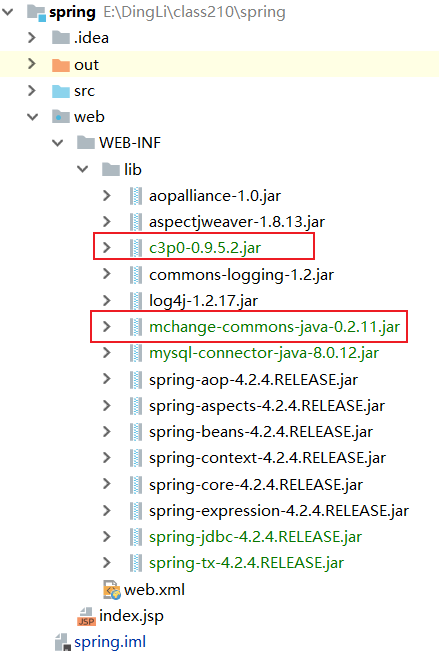 spring E:\DingLi\class210\spring
.idea
out
src
web
WEB-INF
lib
aopalliance-1.0.jar
aspectjweaver-1.8.13.jar
c3p0-0.9.5.2.jar
commons-logging-1.2.jar
log4j-1.2.17.jar
mchange-commons-java-0.2.11.jar
mysql-connector-java-8.0.12.jar
spring-aop-4.2.4.RELEASE.jar
spring-aspects-4.2.4.RELEASE.jar
spring-beans-4.2.4.RELEASE.jar
spring-context-4.2.4.RELEASE.jar
spring-core-4.2.4.RELEASE.jar
spring-expression-4.2.4.RELEASE.jar
spring-jdbc-4.2.4.RELEASE.jar
spring-tx-4.2.4.RELEASE.jar
web.xml
JSP index.jsp
spring.iml